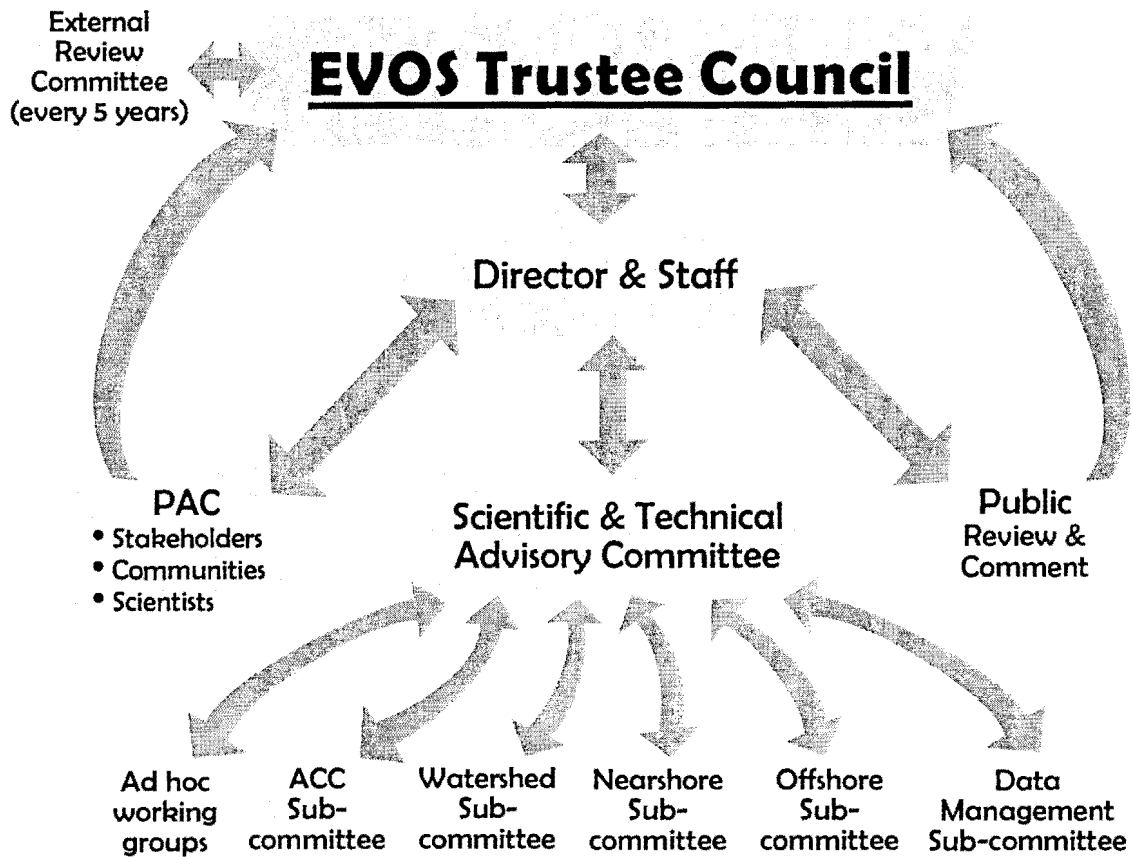 External
Review
Committee
(every 5 years)
EVOS Trustee Council
Director & Staff
PAC
• Stakeholders
• Communities
• Scientists
Scientific & Technical
Advisory Committee
Public
Review &
Comment
Ad hoc
working
groups
ACC
Sub-
committee
Watershed
Sub-
committee
Nearshore
Sub-
committee
Offshore
Sub-
committee
Data
Management
Sub-committee